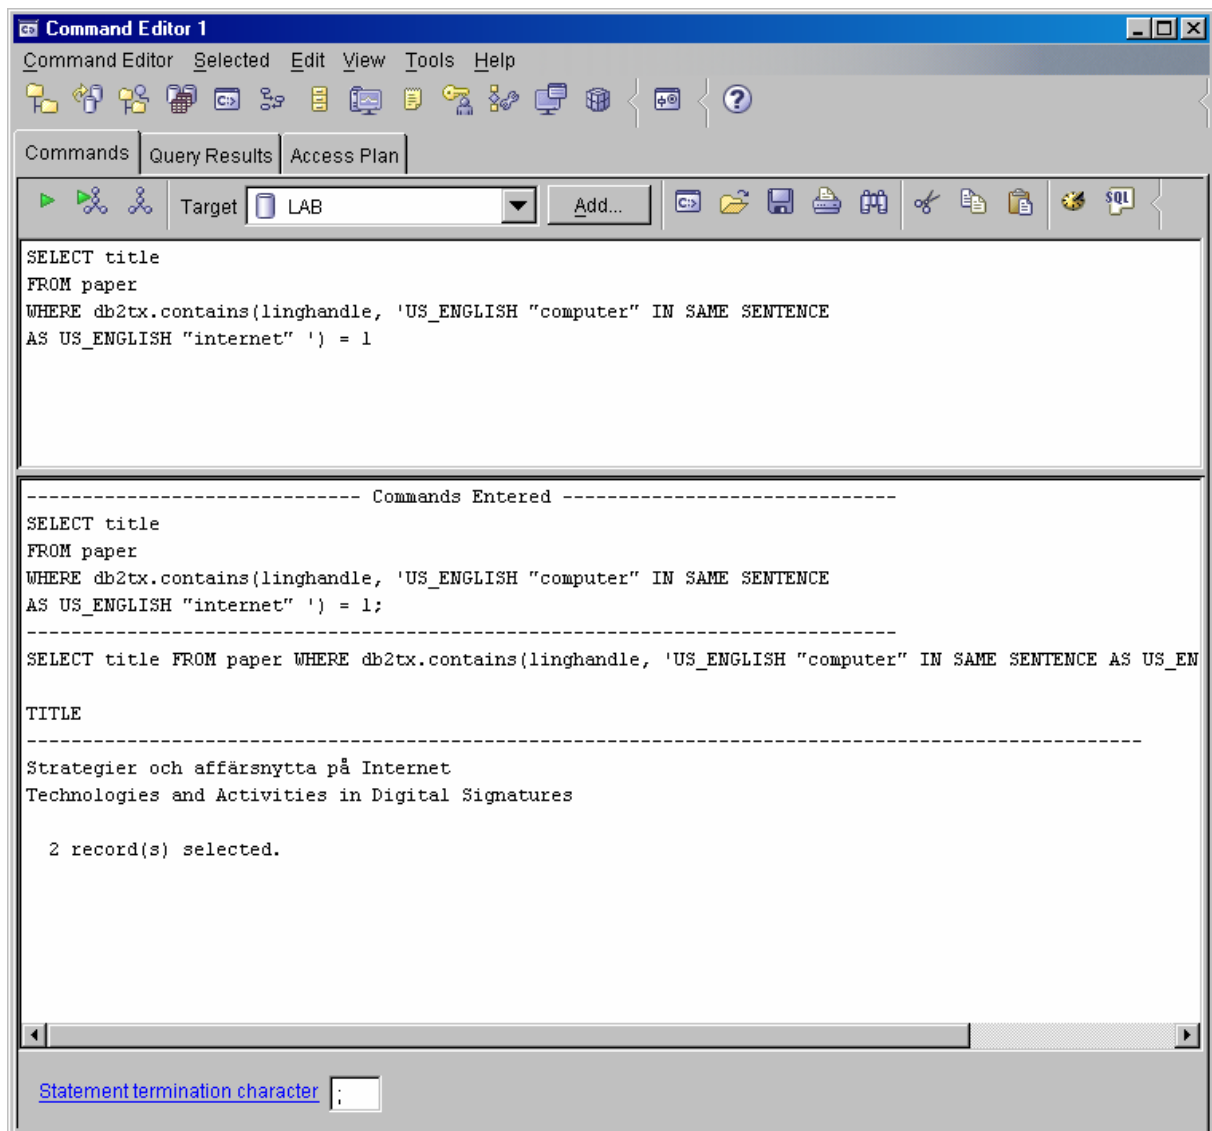 Command Editor 1
Command Editor Selected Edit View Tools Help
Commands Query Results Access Plan
Target LAB Add... SQL
SELECT title
FROM paper
WHERE db2tx.contains(linghandle, 'US_ENGLISH "computer" IN SAME SENTENCE
AS US_ENGLISH "internet" ') = 1
------------------------------ Commands Entered ------------------------------
SELECT title
FROM paper
WHERE db2tx.contains(linghandle, 'US_ENGLISH "computer" IN SAME SENTENCE
AS US_ENGLISH "internet" ') = 1;
------------------------------------------------------------------------------
SELECT title FROM paper WHERE db2tx.contains(linghandle, 'US_ENGLISH "computer" IN SAME SENTENCE AS US_EN
TITLE
----------------------------------------------------------------------------------------------------
Strategier och affärsnytta på Internet
Technologies and Activities in Digital Signatures
2 record(s) selected.
Statement termination character ;